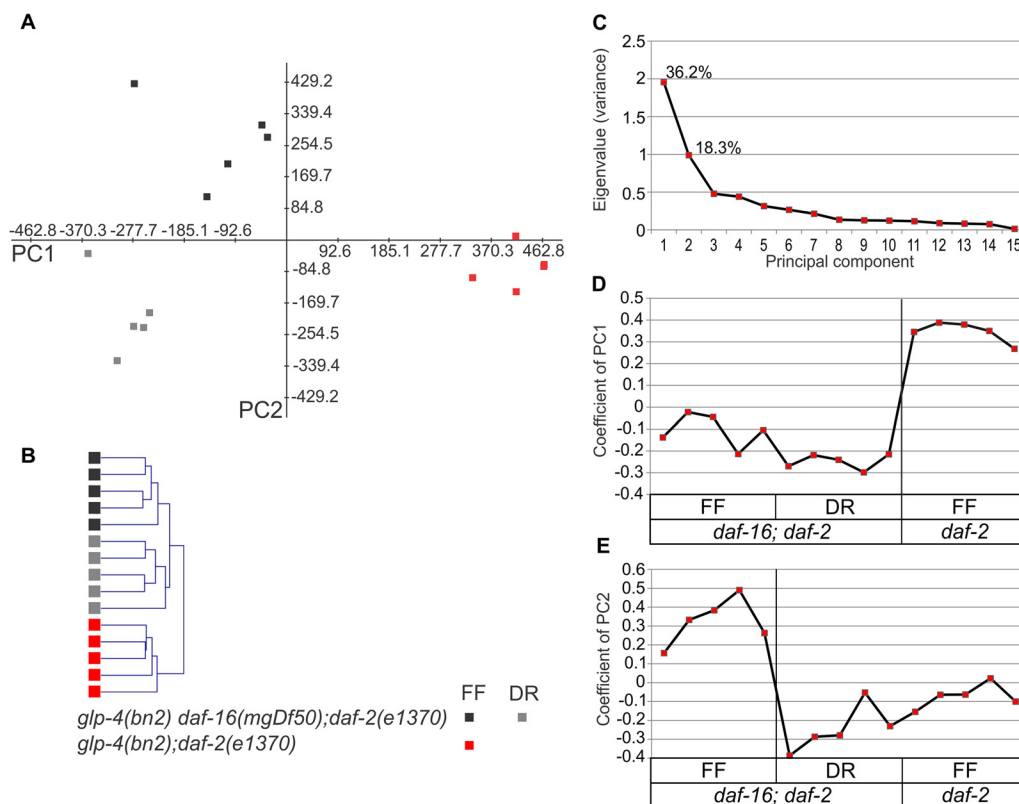 A
429.2
339.4
254.5
169.7
84.8
-462.8 -370.3 -277.7 -185.1 -92.6
PC1
92.6 185.1 277.7 370.3 462.8
-84.8
-169.7
-254.5
-339.4
-429.2
PC2
B
FF DR
glp-4(bn2) daf-16(mgDf50);daf-2(e1370)
glp-4(bn2);daf-2(e1370)
C
Eigenvalue (variance)
2.5
2
1.5
1
0.5
0
36.2%
18.3%
1 2 3 4 5 6 7 8 9 10 11 12 13 14 15
Principal component
D
Coefficient of PC1
0.5
0.4
0.3
0.2
0.1
0
-0.1
-0.2
-0.3
-0.4
FF DR FF
daf-16; daf-2 daf-2
E
Coefficient of PC2
0.6
0.5
0.4
0.3
0.2
0.1
0
-0.1
-0.2
-0.3
-0.4
FF DR FF
daf-16; daf-2 daf-2